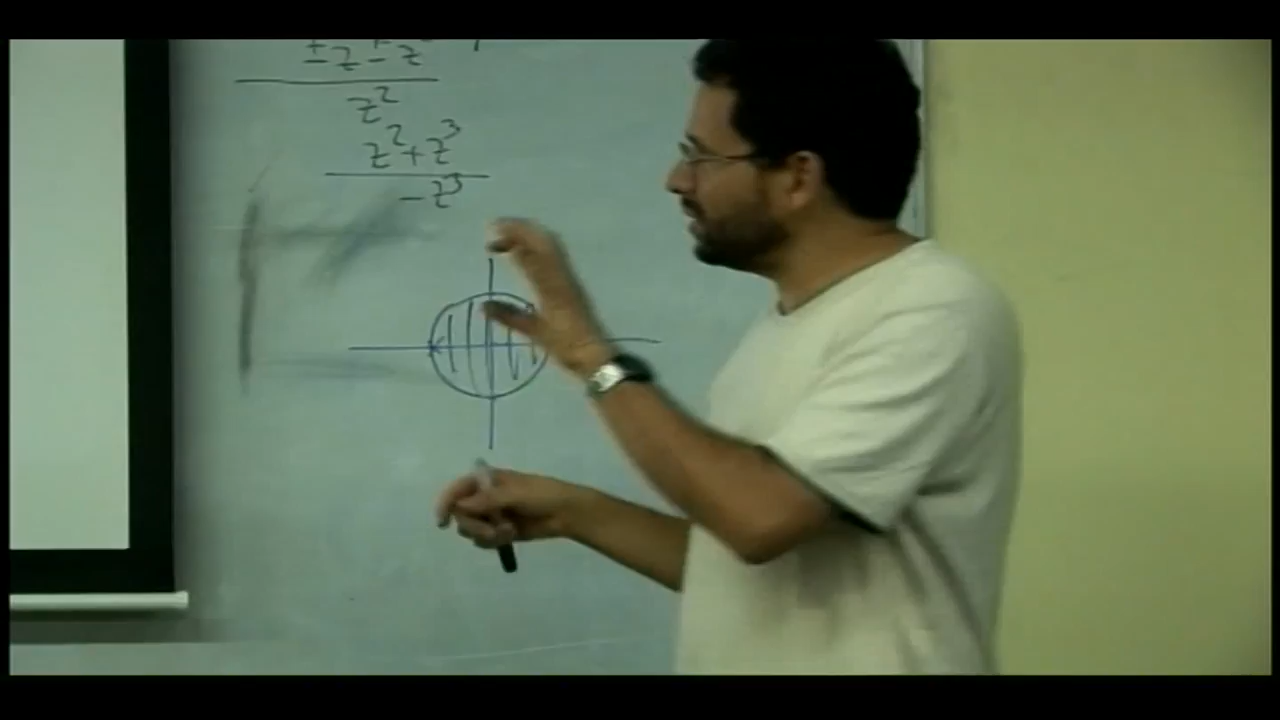 ± z ± z
z²
z² + z³
- z³